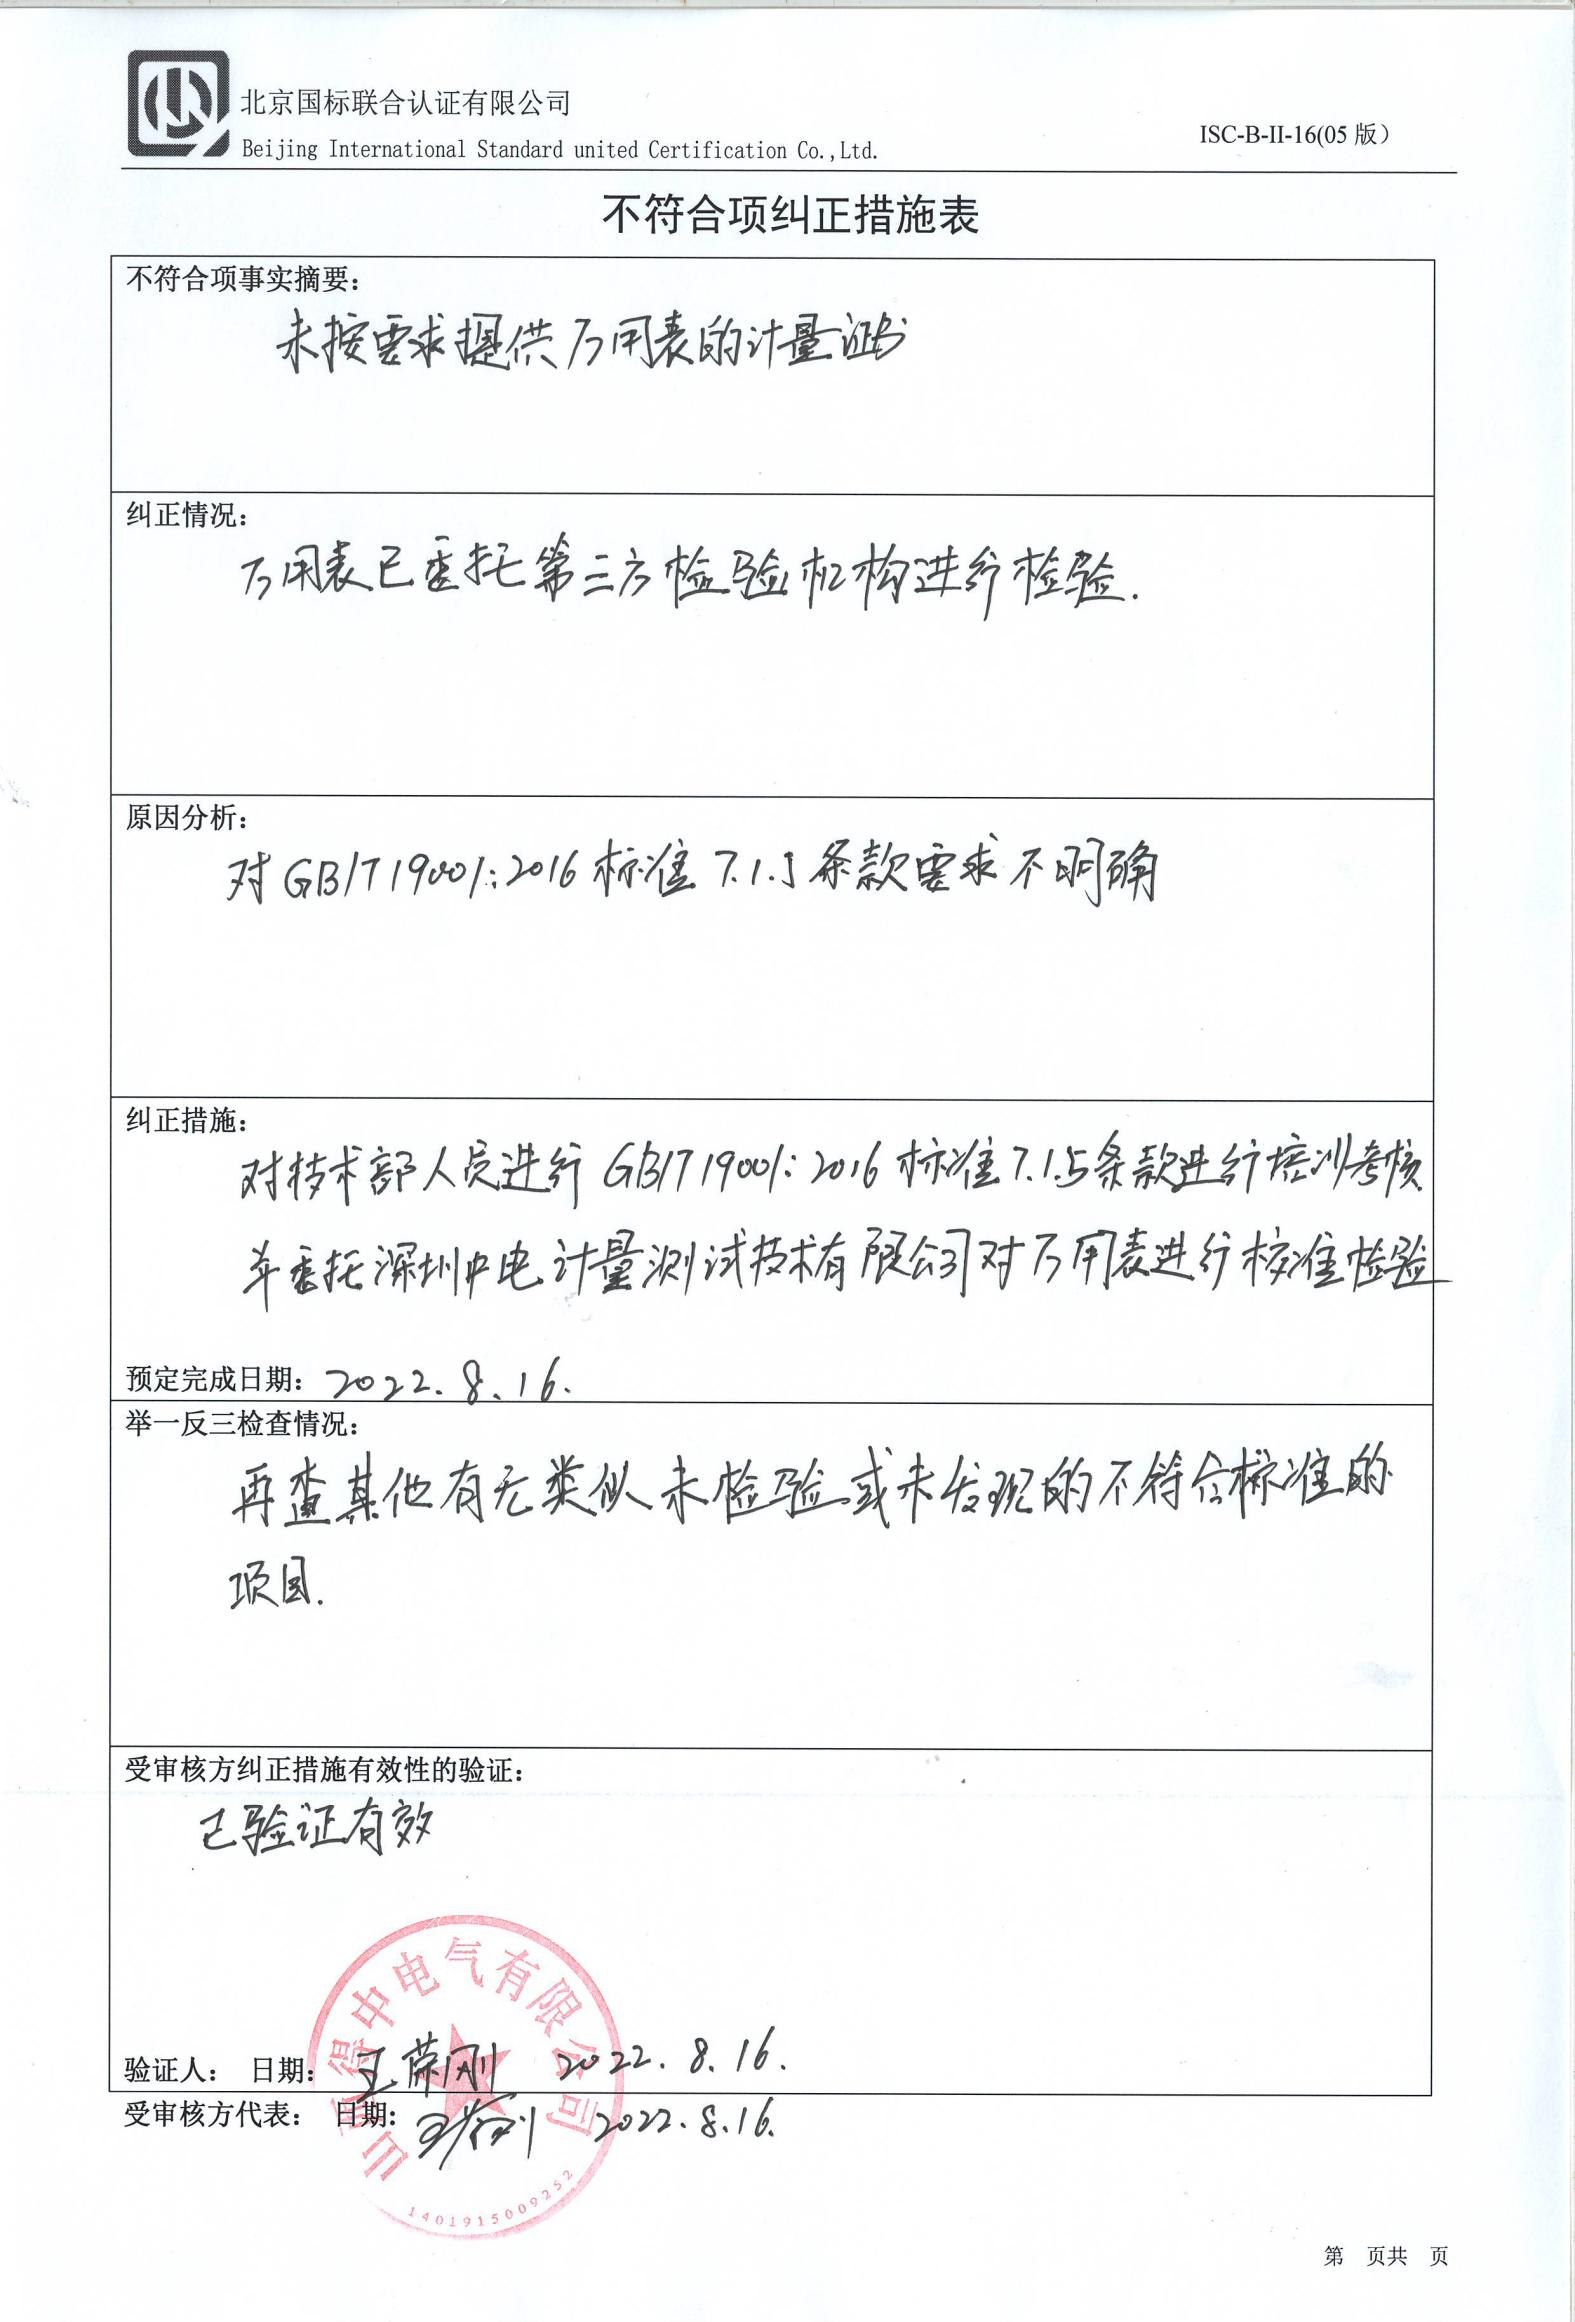 北京国标联合认证有限公司
Beijing International Standard united Certification Co.,Ltd.
ISC-B-II-16(05 版)
不符合项纠正措施表
不符合项事实摘要：
未按要求提供万用表的计量证书
纠正情况：
万用表已委托第三方检验机构进行检验.
原因分析：
对GB/T19001:2016标准7.1.5条款要求不明确
纠正措施：
对技术部人员进行GB/T19001:2016标准7.1.5条款进行培训考核
并委托深圳中电计量测试技术有限公司对万用表进行校准检验
预定完成日期：2022.8.16.
举一反三检查情况：
再查其他有无类似未检验或未发现的不符合标准的
项目.
受审核方纠正措施有效性的验证：
已验证有效
验证人： 日期： 王荣刚 2022.8.16.
受审核方代表： 日期： 王荣刚 2022.8.16.
山西得中电气有限公司
1401915009252
第 页共 页